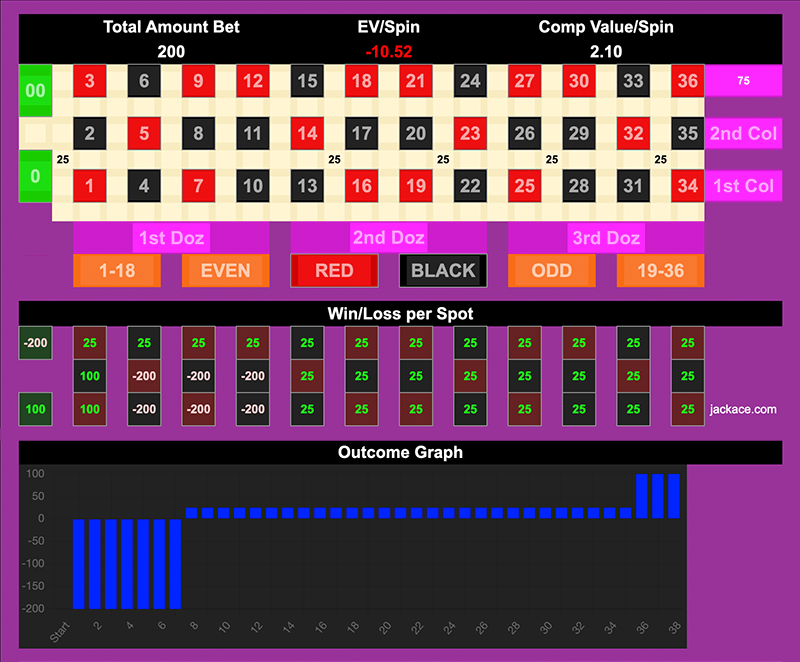 Total Amount Bet EV/Spin Comp Value/Spin
200 -10.52 2.10
00 3 6 9 12 15 18 21 24 27 30 33 36 75
2 5 8 11 14 17 20 23 26 29 32 35 2nd Col
25 25 25 25 25
0 1 4 7 10 13 16 19 22 25 28 31 34 1st Col
1st Doz 2nd Doz 3rd Doz
1-18 EVEN RED BLACK ODD 19-36
Win/Loss per Spot
-200 25 25 25 25 25 25 25 25 25 25 25 25
100 -200 -200 -200 25 25 25 25 25 25 25 25
100 100 -200 -200 -200 25 25 25 25 25 25 25 25 jackace.com
Outcome Graph
100
50
0
-50
-100
-150
-200
Start 2 4 6 8 10 12 14 16 18 20 22 24 26 28 30 32 34 36 38